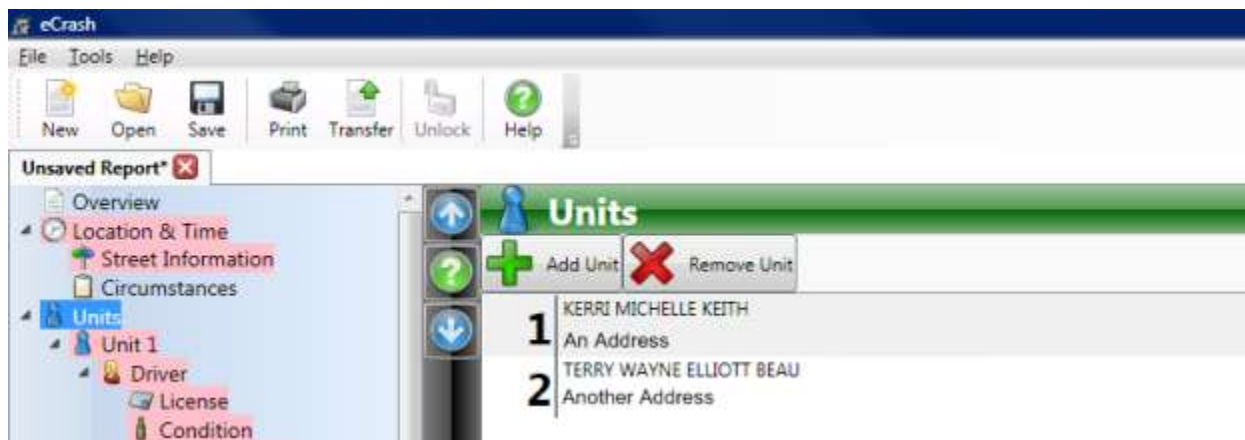 eCrash
File Tools Help
New Open Save Print Transfer Unlock Help
Unsaved Report*
Overview
Location & Time
Street Information
Circumstances
Units
Unit 1
Driver
License
Condition
Units
Add Unit Remove Unit
1 KERRI MICHELLE KEITH
An Address
2 TERRY WAYNE ELLIOTT BEAU
Another Address